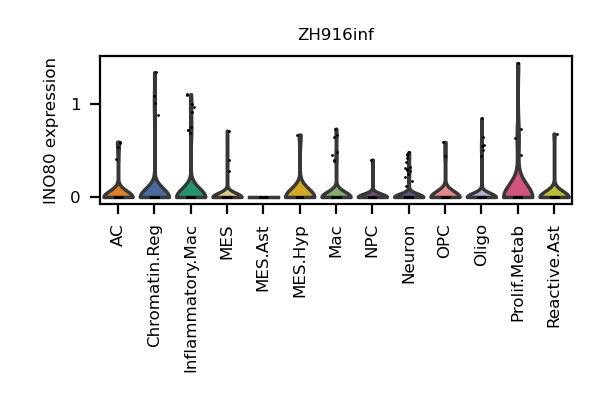 ZH916inf
INO80 expression
1
0
AC
Chromatin.Reg
Inflammatory.Mac
MES
MES.Ast
MES.Hyp
Mac
NPC
Neuron
OPC
Oligo
Prolif.Metab
Reactive.Ast